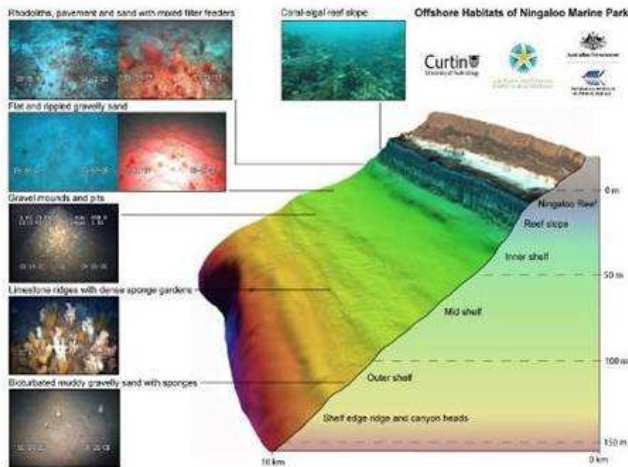 Rhodoliths, pavement and sand with mixed filter feeders
Coral-algal reef slope
Offshore Habitats of Ningaloo Marine Park
Curtin
University of Technology
Flat and rippled gravelly sand
Gravel mounds and pits
Limestone ridges with dense sponge gardens
Bioturbated muddy gravelly sand with sponges
0 m
Ningaloo Reef
Reef slope
Inner shelf
50 m
Mid shelf
100 m
Outer shelf
Shelf edge ridge and canyon heads
150 m
10 km
0 km